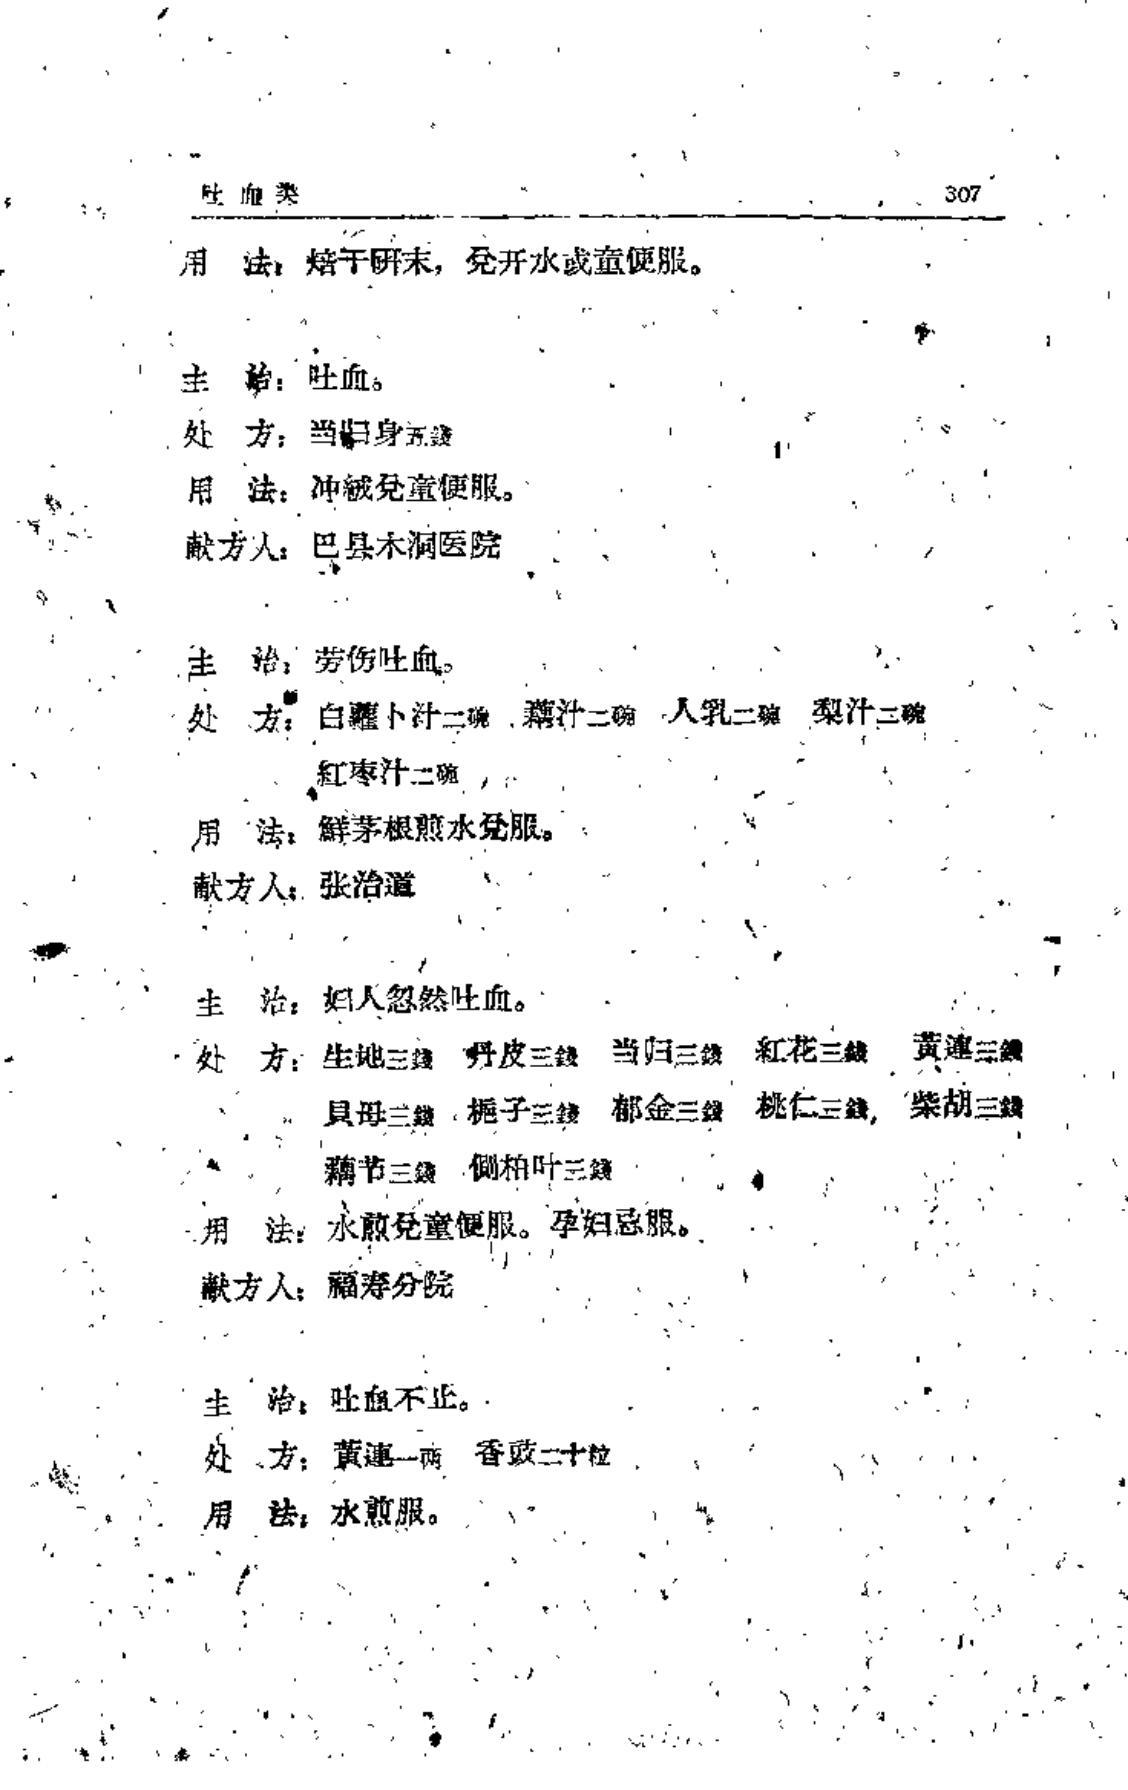 吐血类 307
用　法：焙干研末，兌开水或童便服。
主　治：吐血。
处　方：当归身五錢
用　法：冲絨兌童便服。
献方人：巴县木洞医院
主　治：劳伤吐血。
处　方：白蘿卜汁二碗　藕汁二碗　人乳二碗　梨汁三碗
紅枣汁二碗
用　法：鮮茅根煎水兌服。
献方人：张治道
主　治：妇人忽然吐血。
处　方：生地三錢　丹皮三錢　当归三錢　紅花三錢　黃連三錢
貝母三錢　梔子三錢　郁金三錢　桃仁三錢　柴胡三錢
藕节三錢　側柏叶三錢
用　法：水煎兌童便服。孕妇忌服。
献方人：福寿分院
主　治：吐血不止。
处　方：黃連一两　香豉二十粒
用　法：水煎服。